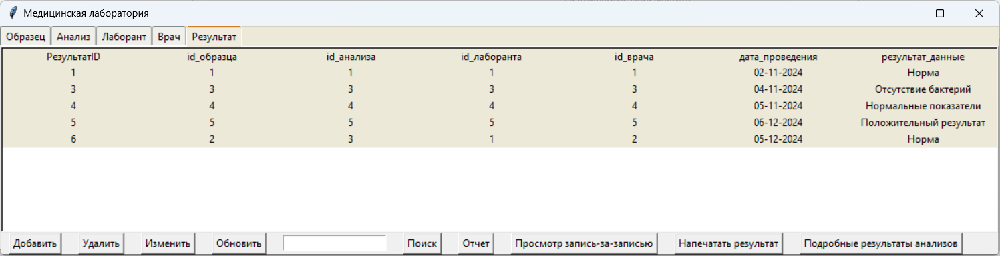 Медицинская лаборатория
Образец Анализ Лаборант Врач Результат
РезультатID id_образца id_анализа id_лаборанта id_врача дата_проведения результат_данные
1 1 1 1 1 02-11-2024 Норма
3 3 3 3 3 04-11-2024 Отсутствие бактерий
4 4 4 4 4 05-11-2024 Нормальные показатели
5 5 5 5 5 06-12-2024 Положительный результат
6 2 3 1 2 05-12-2024 Норма
Добавить Удалить Изменить Обновить Поиск Отчет Просмотр запись-за-записью Напечатать результат Подробные результаты анализов